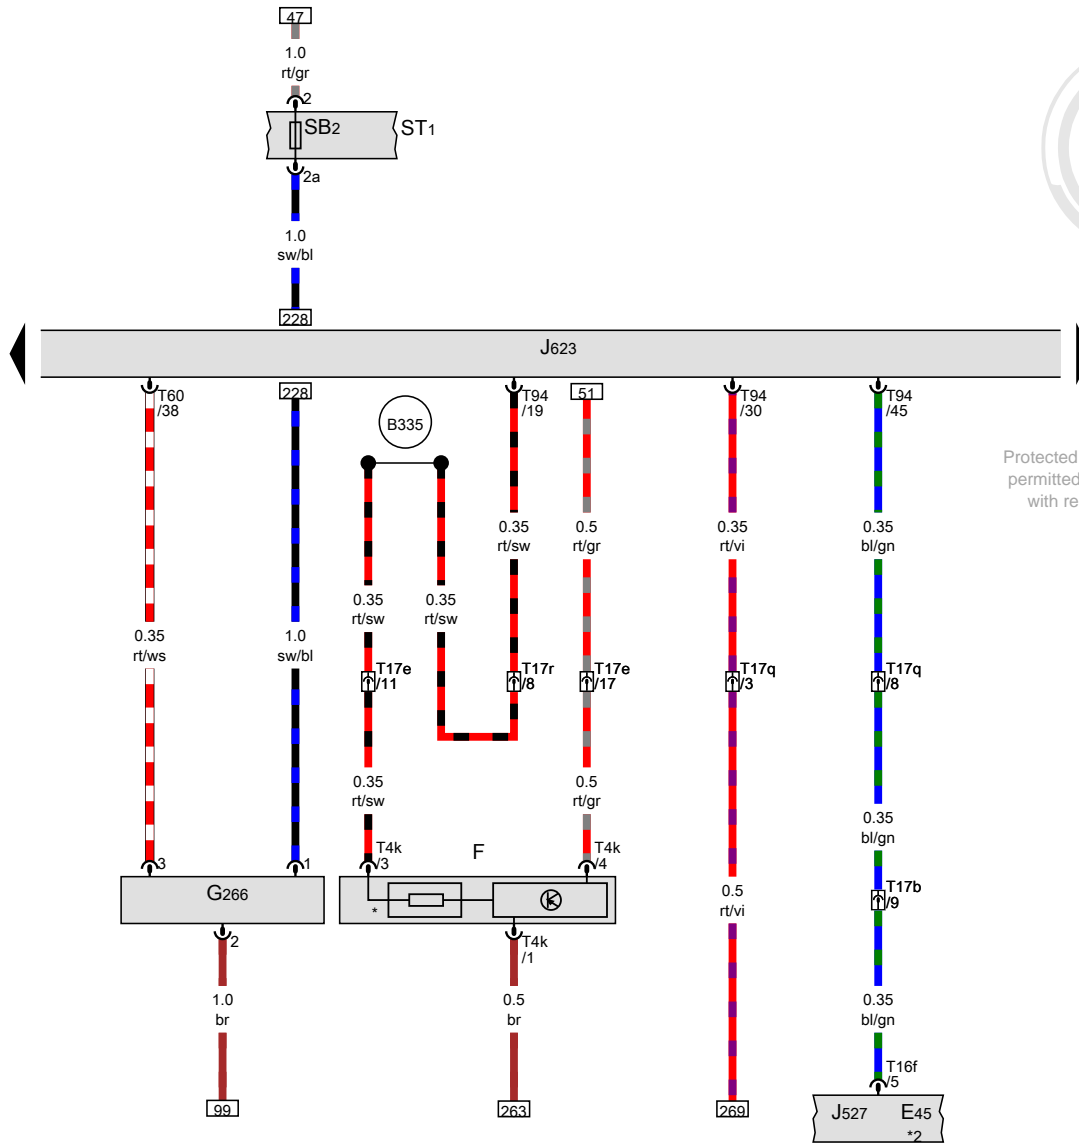 47
1.0
rt/gr
2
SB2
ST1
2a
1.0
sw/bl
228
J623
T60
/38
228
B335
T94
/19
51
T94
/30
T94
/45
Protected
permitted
with re
0.35
rt/sw
0.5
rt/gr
0.35
rt/vi
0.35
bl/gn
0.35
rt/sw
0.35
rt/sw
0.35
rt/ws
1.0
sw/bl
T17e
/11
T17r
/8
T17e
/17
T17q
/3
T17q
/8
0.35
rt/sw
0.5
rt/gr
0.35
bl/gn
3
1
T4k
/3
F
T4k
/4
G266
*
0.5
rt/vi
T17b
/9
2
T4k
/1
1.0
br
0.5
br
0.35
bl/gn
T16f
/5
99
263
269
J527
E45
*2